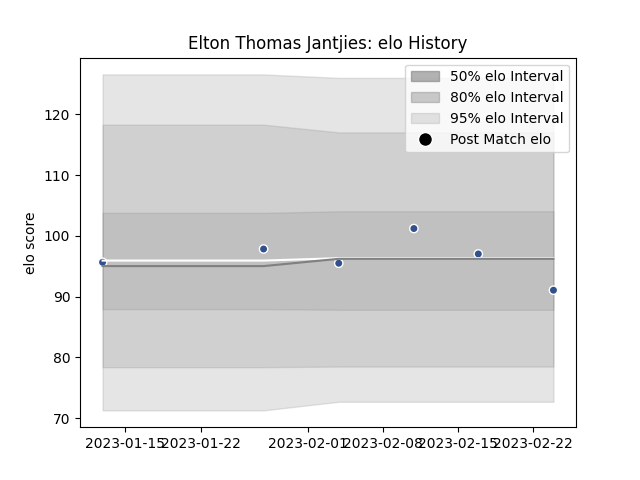 Elton Thomas Jantjies: elo History
50% elo Interval
80% elo Interval
95% elo Interval
Post Match elo
elo score
120
110
100
90
80
70
2023-01-15 2023-01-22 2023-02-01 2023-02-08 2023-02-15 2023-02-22